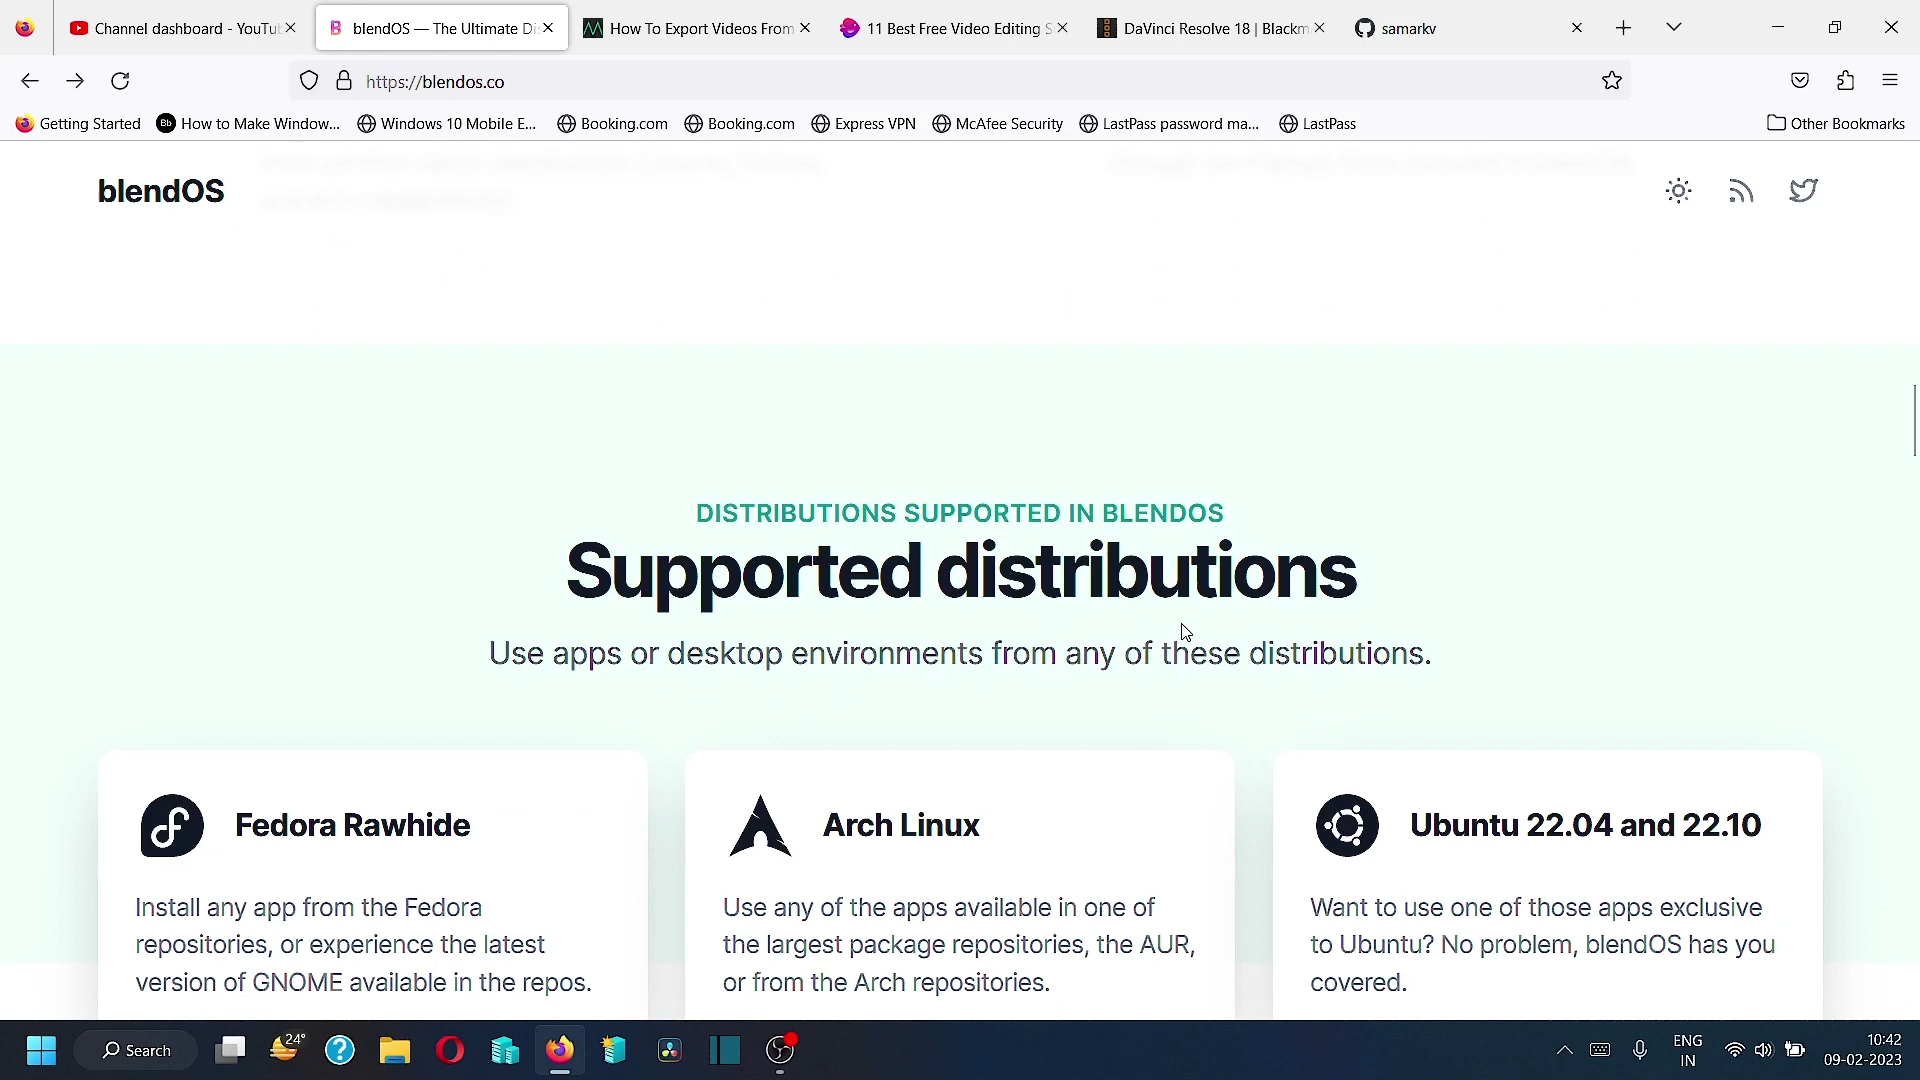 Channel dashboard - YouTu
blendOS — The Ultimate Di
How To Export Videos From
11 Best Free Video Editing S
DaVinci Resolve 18 | Blackm
samarkv
https://blendos.co
Getting Started
Bb
How to Make Window...
Windows 10 Mobile E...
Booking.com
Booking.com
Express VPN
McAfee Security
LastPass password ma...
LastPass
Other Bookmarks
blendOS
DISTRIBUTIONS SUPPORTED IN BLENDOS
Supported distributions
Use apps or desktop environments from any of these distributions.
Fedora Rawhide
Install any app from the Fedora
repositories, or experience the latest
version of GNOME available in the repos.
Arch Linux
Use any of the apps available in one of
the largest package repositories, the AUR,
or from the Arch repositories.
Ubuntu 22.04 and 22.10
Want to use one of those apps exclusive
to Ubuntu? No problem, blendOS has you
covered.
Search
24°
ENG
IN
10:42
09-02-2023